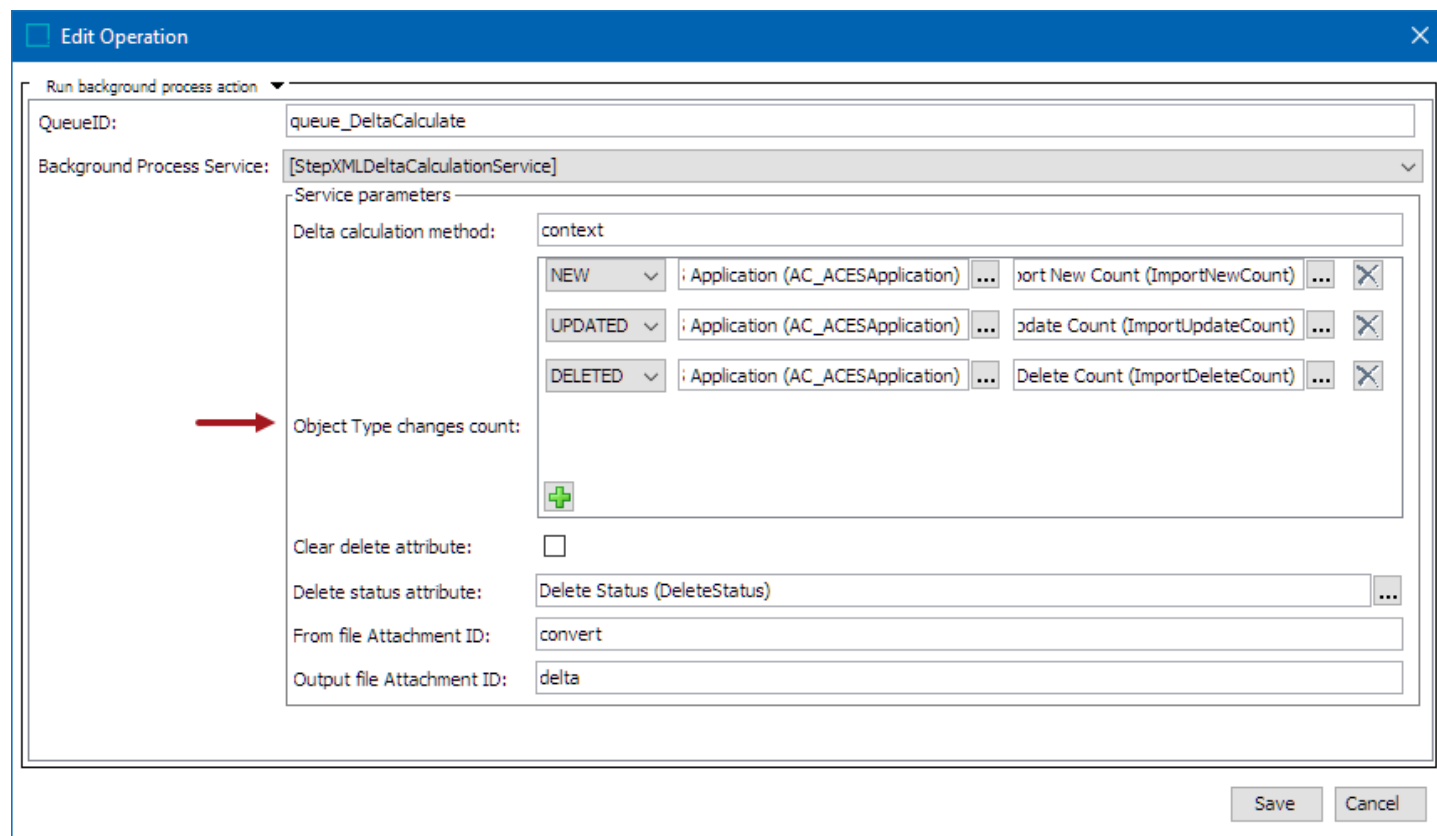 Edit Operation
Run background process action
QueueID: queue_DeltaCalculate
Background Process Service: [StepXMLDeltaCalculationService]
Service parameters
Delta calculation method: context
NEW Application (AC_ACESApplication) ... ort New Count (ImportNewCount) ...
UPDATED Application (AC_ACESApplication) ... date Count (ImportUpdateCount) ...
DELETED Application (AC_ACESApplication) ... Delete Count (ImportDeleteCount) ...
Object Type changes count:
Clear delete attribute:
Delete status attribute: Delete Status (DeleteStatus) ...
From file Attachment ID: convert
Output file Attachment ID: delta
Save Cancel